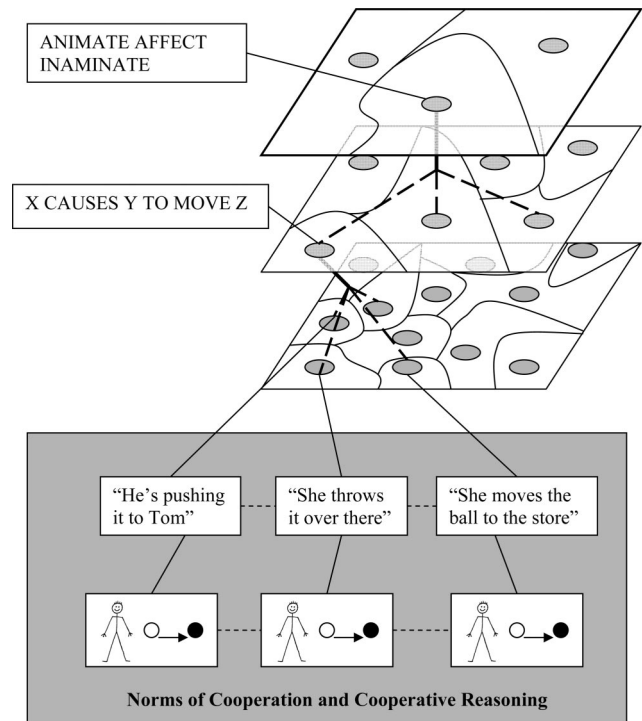 ANIMATE AFFECT
INAMINATE
X CAUSES Y TO MOVE Z
“He’s pushing
it to Tom”
“She throws
it over there”
“She moves the
ball to the store”
Norms of Cooperation and Cooperative Reasoning